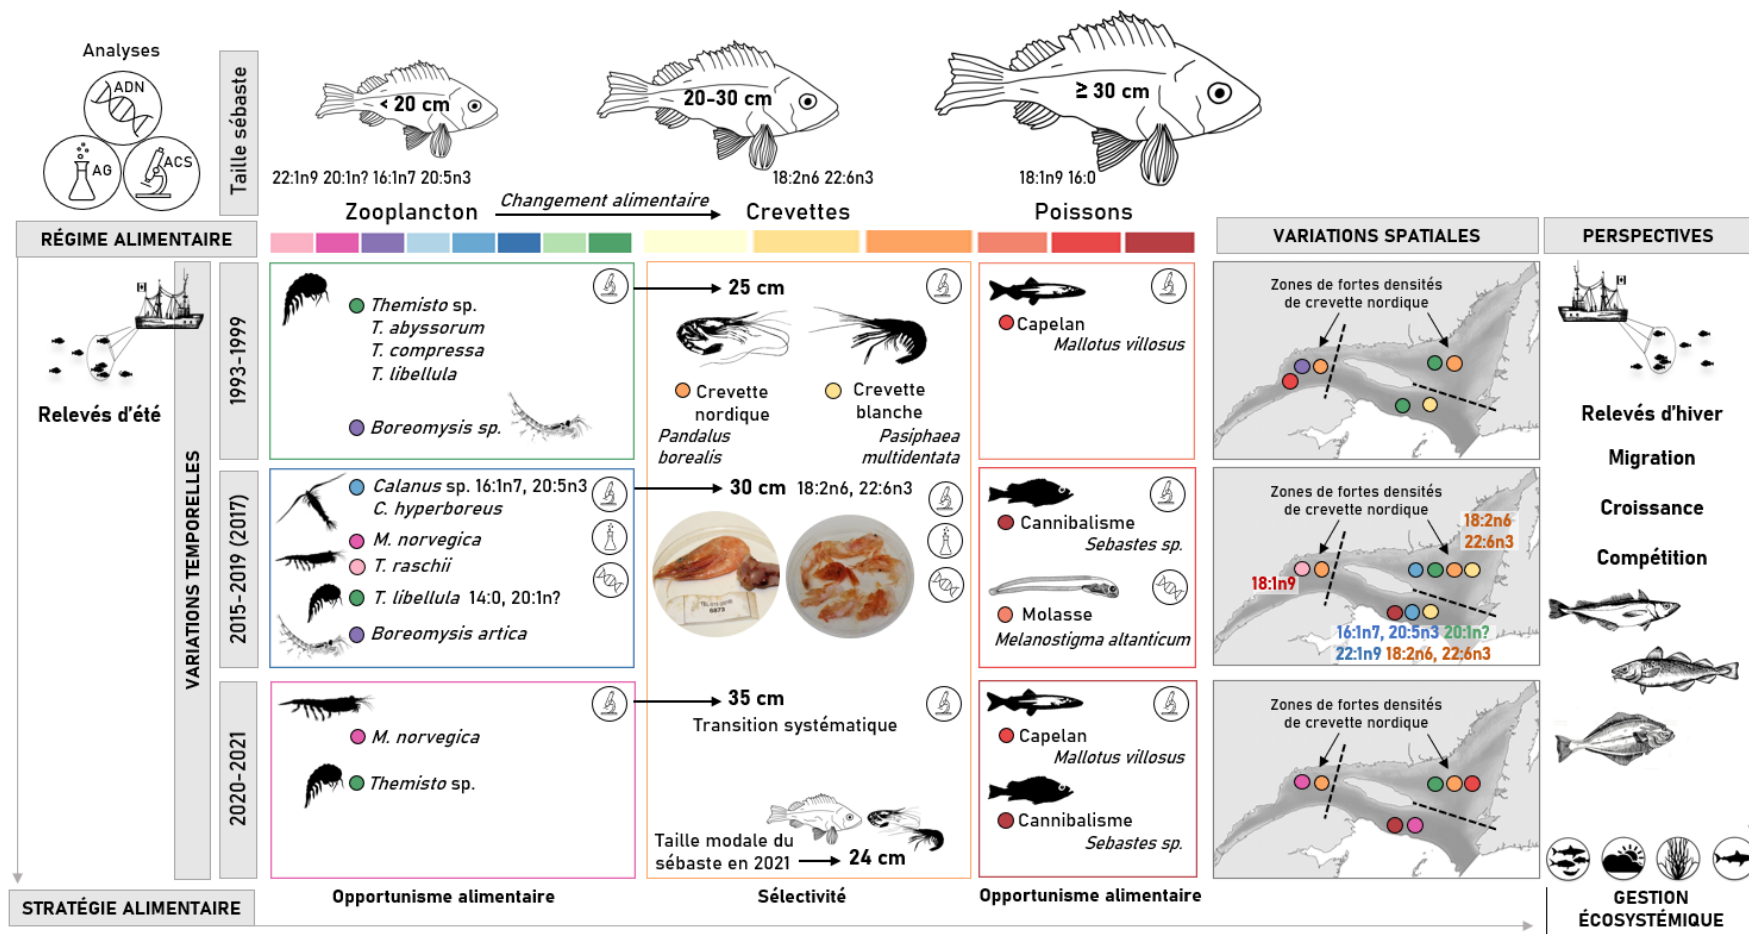 Analyses
ADN
AG
ACS
Taille sébaste
< 20 cm
20-30 cm
≥ 30 cm
22:1n9 20:1n? 16:1n7 20:5n3
18:2n6 22:6n3
18:1n9 16:0
Zooplancton
Changement alimentaire
Crevettes
Poissons
RÉGIME ALIMENTAIRE
VARIATIONS SPATIALES
PERSPECTIVES
VARIATIONS TEMPORELLES
Relevés d'été
1993-1999
Themisto sp.
T. abyssorum
T. compressa
T. libellula
Boreomysis sp.
25 cm
Crevette
nordique
Pandalus
borealis
Crevette
blanche
Pasiphaea
multidentata
Capelan
Mallotus villosus
Zones de fortes densités
de crevette nordique
Relevés d'hiver
Migration
Croissance
Compétition
2015-2019 (2017)
Calanus sp. 16:1n7, 20:5n3
C. hyperboreus
M. norvegica
T. raschii
T. libellula 14:0, 20:1n?
Boreomysis artica
30 cm 18:2n6, 22:6n3
Cannibalisme
Sebastes sp.
Molasse
Melanostigma altanticum
Zones de fortes densités
de crevette nordique
18:2n6
22:6n3
18:1n9
16:1n7, 20:5n3 20:1n?
22:1n9 18:2n6, 22:6n3
2020-2021
M. norvegica
Themisto sp.
35 cm
Transition systématique
Taille modale du
sébaste en 2021
24 cm
Capelan
Mallotus villosus
Cannibalisme
Sebastes sp.
Zones de fortes densités
de crevette nordique
STRATÉGIE ALIMENTAIRE
Opportunisme alimentaire
Sélectivité
Opportunisme alimentaire
GESTION
ÉCOSYSTÉMIQUE